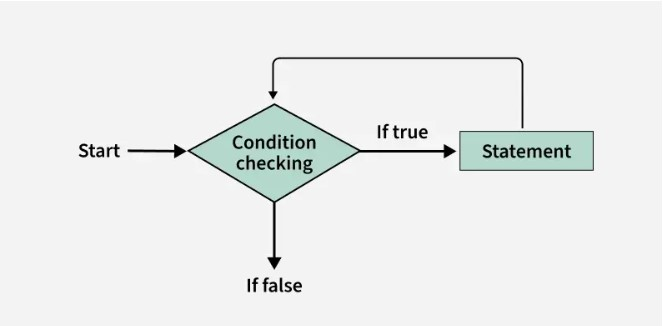 If true
Start
Condition
checking
Statement
If false